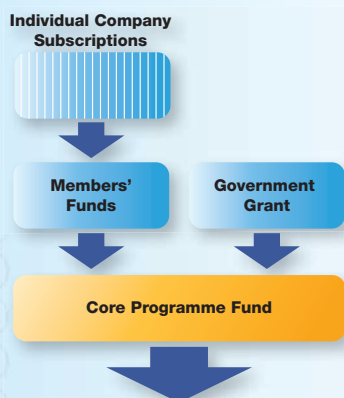 Individual Company
Subscriptions
Members'
Funds
Government
Grant
Core Programme Fund